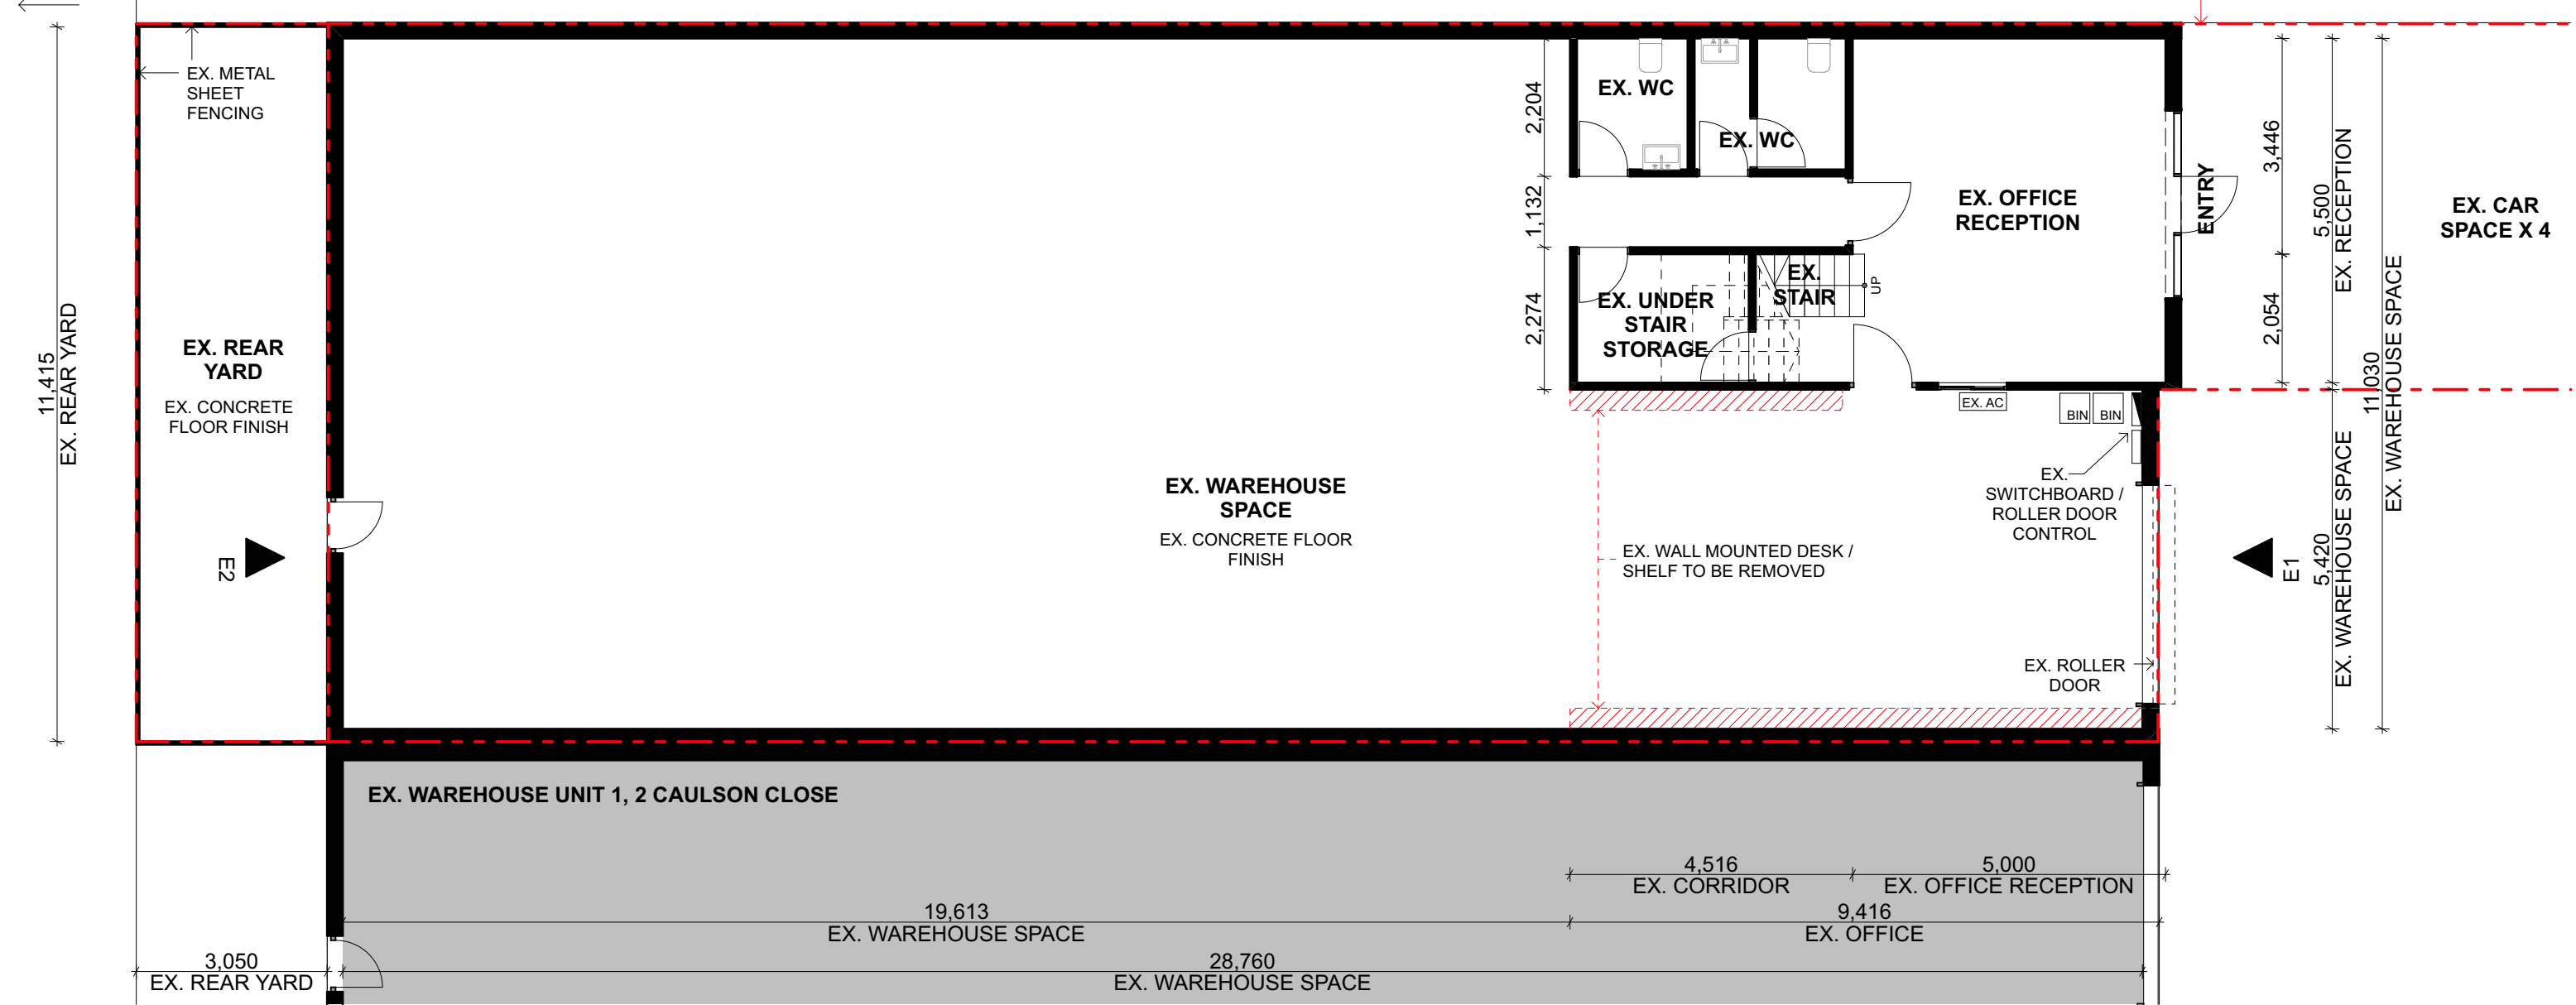 EX. METAL
SHEET
FENCING
11,415
EX. REAR YARD
EX. REAR
YARD
EX. CONCRETE
FLOOR FINISH
E2
EX. WAREHOUSE
SPACE
EX. CONCRETE FLOOR
FINISH
2,204
1,132
2,274
EX. WC
EX. WC
EX. UNDER
STAIR
STORAGE
EX.
STAIR
UP
EX. OFFICE
RECEPTION
ENTRY
EX. AC
BIN
BIN
EX.
SWITCHBOARD /
ROLLER DOOR
CONTROL
EX. WALL MOUNTED DESK /
SHELF TO BE REMOVED
EX. ROLLER
DOOR
E1
3,446
2,054
5,500
EX. RECEPTION
5,420
EX. WAREHOUSE SPACE
11,030
EX. WAREHOUSE SPACE
EX. CAR
SPACE X 4
EX. WAREHOUSE UNIT 1, 2 CAULSON CLOSE
4,516
EX. CORRIDOR
5,000
EX. OFFICE RECEPTION
19,613
EX. WAREHOUSE SPACE
9,416
EX. OFFICE
3,050
EX. REAR YARD
28,760
EX. WAREHOUSE SPACE